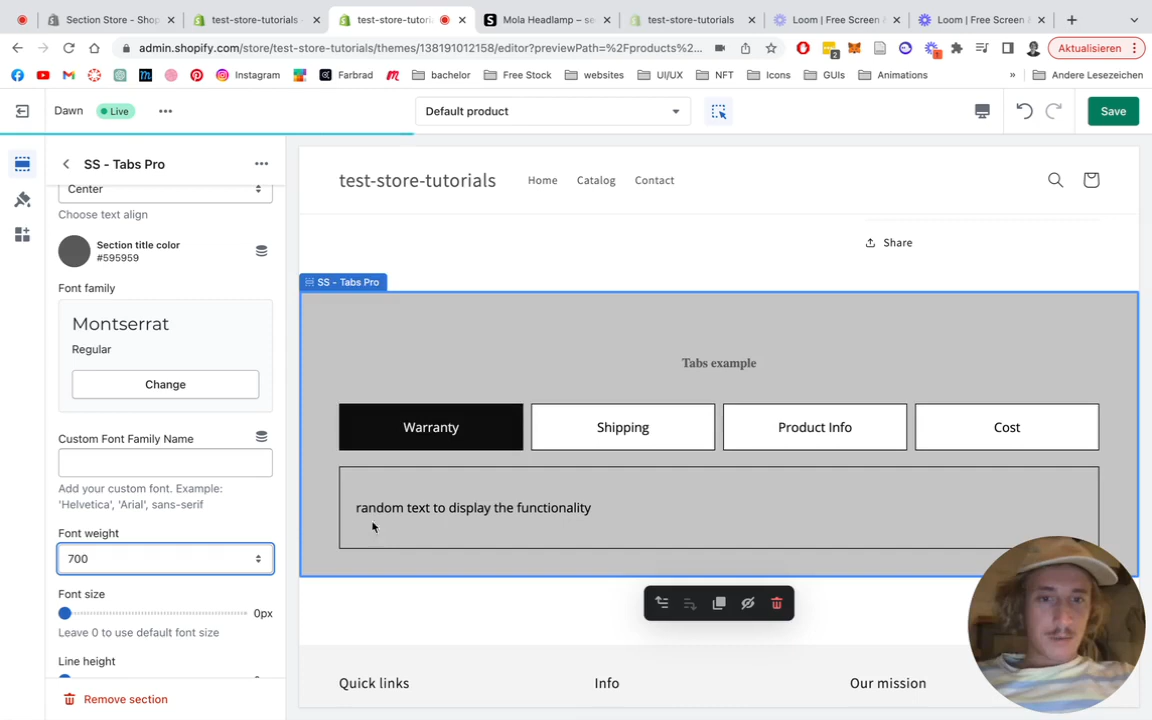 Section Store - Shop
test-store-tutorials -
test-store-tutoria
Mola Headlamp – se
test-store-tutorials
Loom | Free Screen &
Loom | Free Screen &
admin.shopify.com/store/test-store-tutorials/themes/138191012158/editor?previewPath=%2Fproducts%2...
Aktualisieren
Instagram
Farbrad
bachelor
Free Stock
websites
UI/UX
NFT
Icons
GUIs
Animations
»
Andere Lesezeichen
Dawn
Live
Default product
Save
SS - Tabs Pro
Center
Choose text align
Section title color
#595959
Font family
Montserrat
Regular
Change
Custom Font Family Name
Add your custom font. Example:
'Helvetica', 'Arial', sans-serif
Font weight
700
Font size
0px
Leave 0 to use default font size
Line height
Remove section
test-store-tutorials
Home
Catalog
Contact
Share
SS - Tabs Pro
Tabs example
Warranty
Shipping
Product Info
Cost
random text to display the functionality
Quick links
Info
Our mission